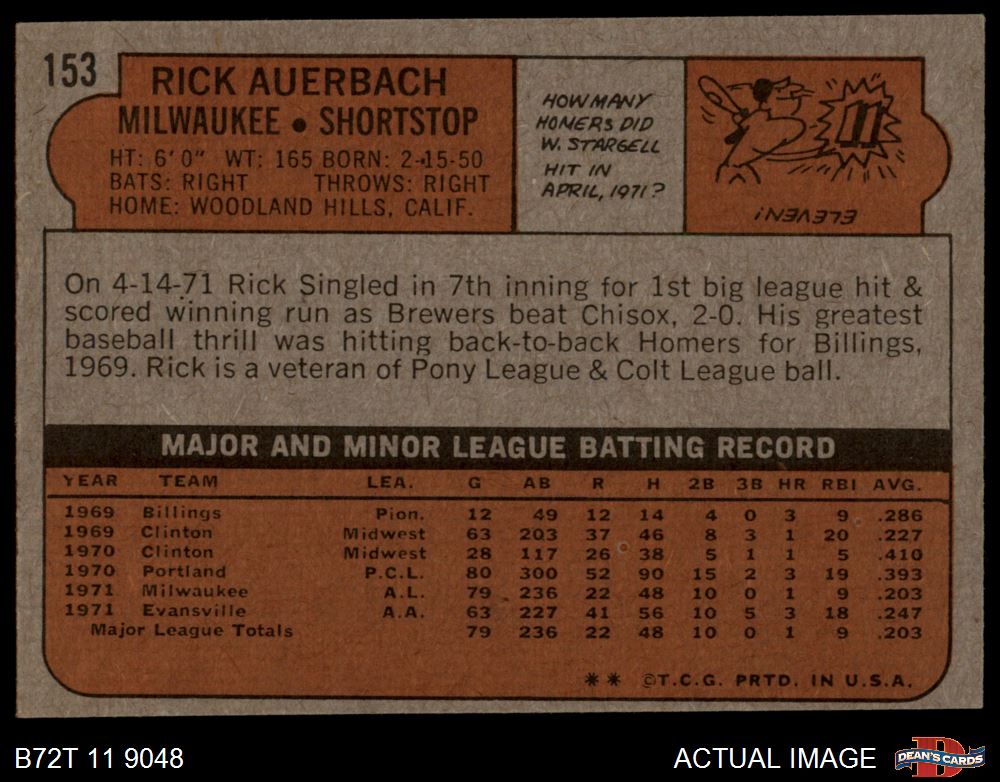 153
RICK AUERBACH
MILWAUKEE • SHORTSTOP
HT: 6'0" WT: 165 BORN: 2-15-50
BATS: RIGHT THROWS: RIGHT
HOME: WOODLAND HILLS, CALIF.
HOW MANY
HOMERS DID
W. STARGELL
HIT IN
APRIL, 1971?
11
ELEVEN!
On 4-14-71 Rick Singled in 7th inning for 1st big league hit &
scored winning run as Brewers beat Chisox, 2-0. His greatest
baseball thrill was hitting back-to-back Homers for Billings,
1969. Rick is a veteran of Pony League & Colt League ball.
MAJOR AND MINOR LEAGUE BATTING RECORD
YEAR TEAM LEA. G AB R H 2B 3B HR RBI AVG.
1969 Billings Pion. 12 49 12 14 4 0 3 9 .286
1969 Clinton Midwest 63 203 37 46 8 3 1 20 .227
1970 Clinton Midwest 28 117 26 38 5 1 1 5 .410
1970 Portland P.C.L. 80 300 52 90 15 2 3 19 .393
1971 Milwaukee A.L. 79 236 22 48 10 0 1 9 .203
1971 Evansville A.A. 63 227 41 56 10 5 3 18 .247
Major League Totals 79 236 22 48 10 0 1 9 .203
** ©T.C.G. PRTD. IN U.S.A.
B72T 11 9048
ACTUAL IMAGE
D
DEAN'S CARDS